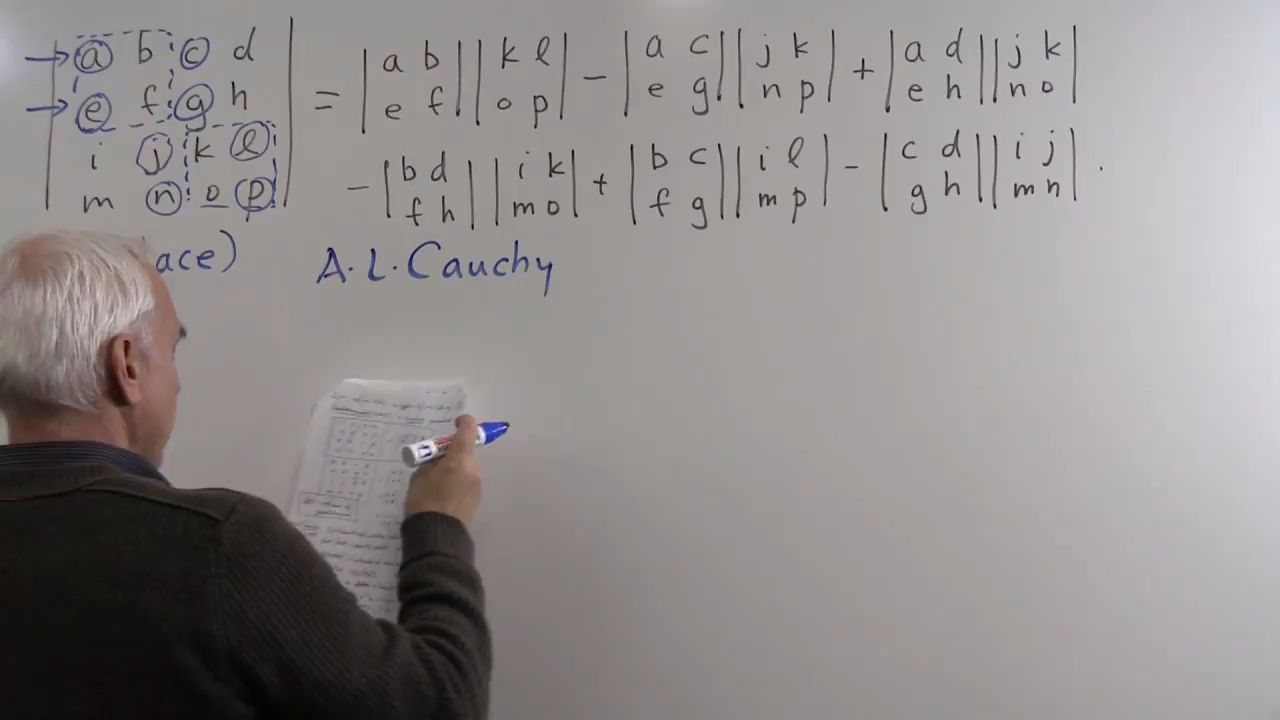 a b c d
e f g h
i j k l
m n o p
= |a b| |k l| − |a c| |j k| + |a d| |j k|
|e f| |o p| |e g| |n p| |e h| |n o|
− |b d| |i k| + |b c| |i l| − |c d| |i j| .
|f h| |m o| |f g| |m p| |g h| |m n|
ace) A. L. Cauchy